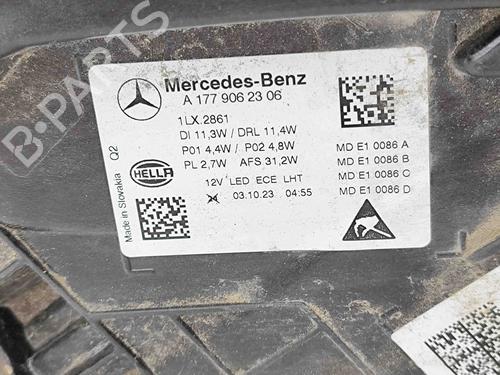 Mercedes-Benz
A 177 906 23 06
1LX.2861
DI 11,3W / DRL 11,4W
P01 4,4W / P02 4,8W
PL 2,7W AFS 31,2W
12V LED ECE LHT
03.10.23 04:55
MD E1 0086 A
MD E1 0086 B
MD E1 0086 C
MD E1 0086 D
HELLA
Made in Slovakia Q2